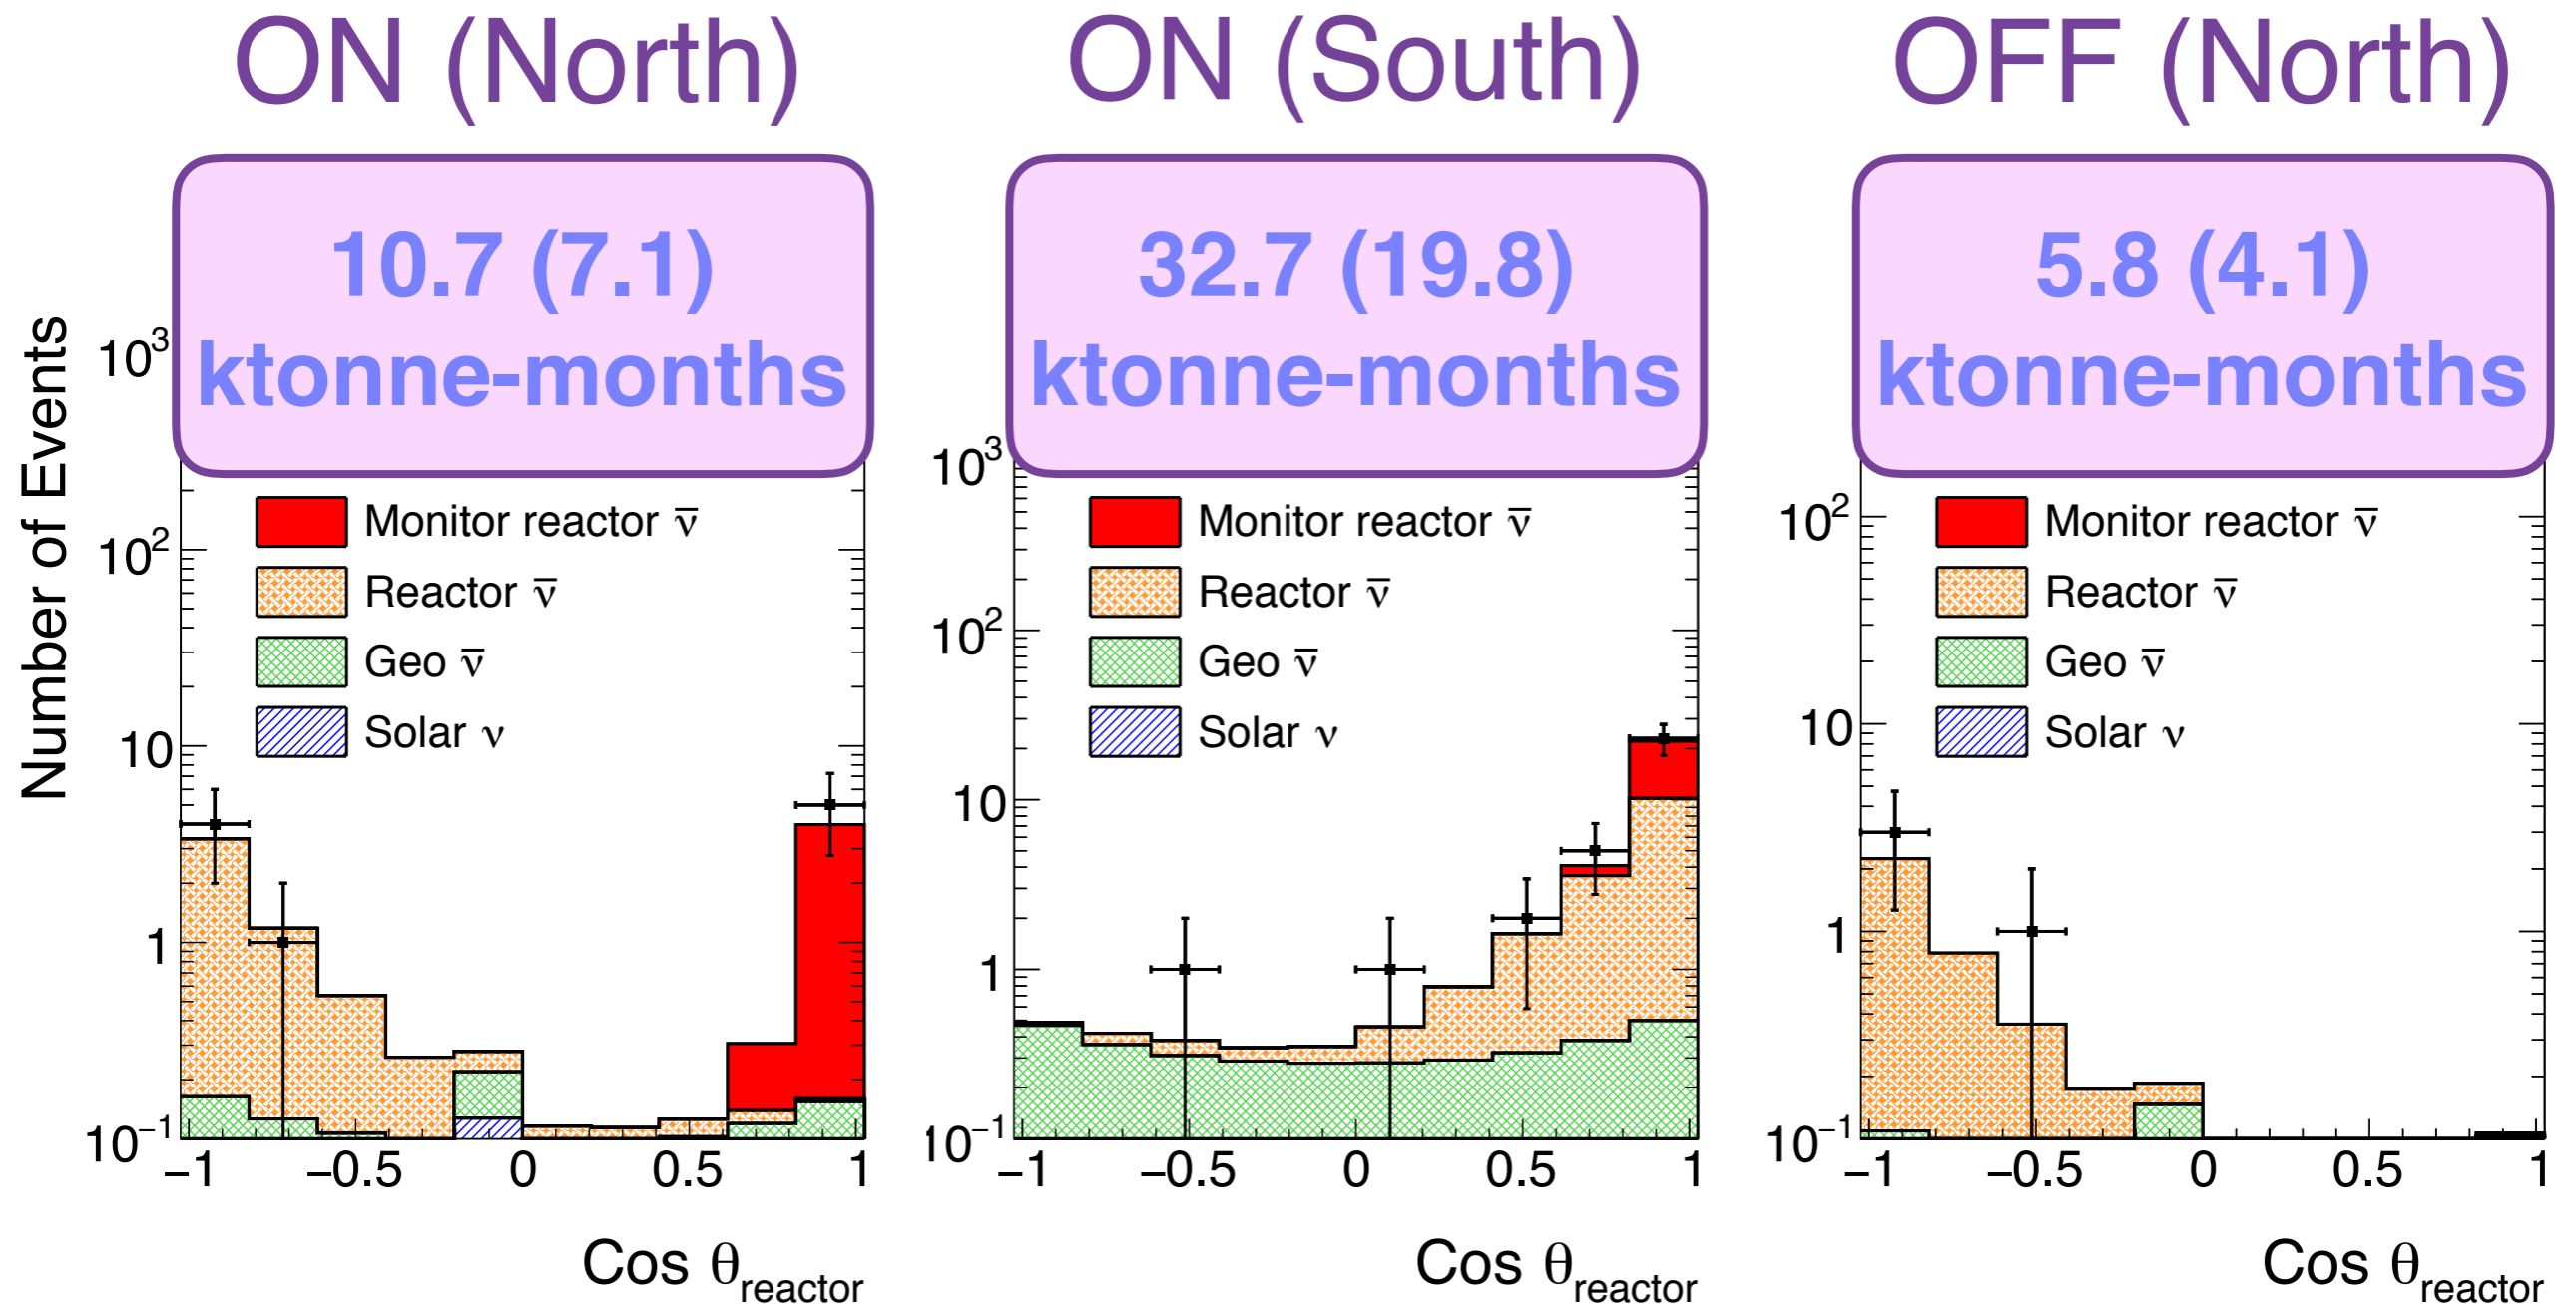 ON (North)
10.7 (7.1)
ktonne-months
Number of Events
10³
10²
10
1
10⁻¹
Monitor reactor ν̅
Reactor ν̅
Geo ν̅
Solar ν
−1 −0.5 0 0.5 1
Cos θreactor
ON (South)
32.7 (19.8)
ktonne-months
10³
10²
10
1
10⁻¹
Monitor reactor ν̅
Reactor ν̅
Geo ν̅
Solar ν
−1 −0.5 0 0.5 1
Cos θreactor
OFF (North)
5.8 (4.1)
ktonne-months
10²
10
1
10⁻¹
Monitor reactor ν̅
Reactor ν̅
Geo ν̅
Solar ν
−1 −0.5 0 0.5 1
Cos θreactor